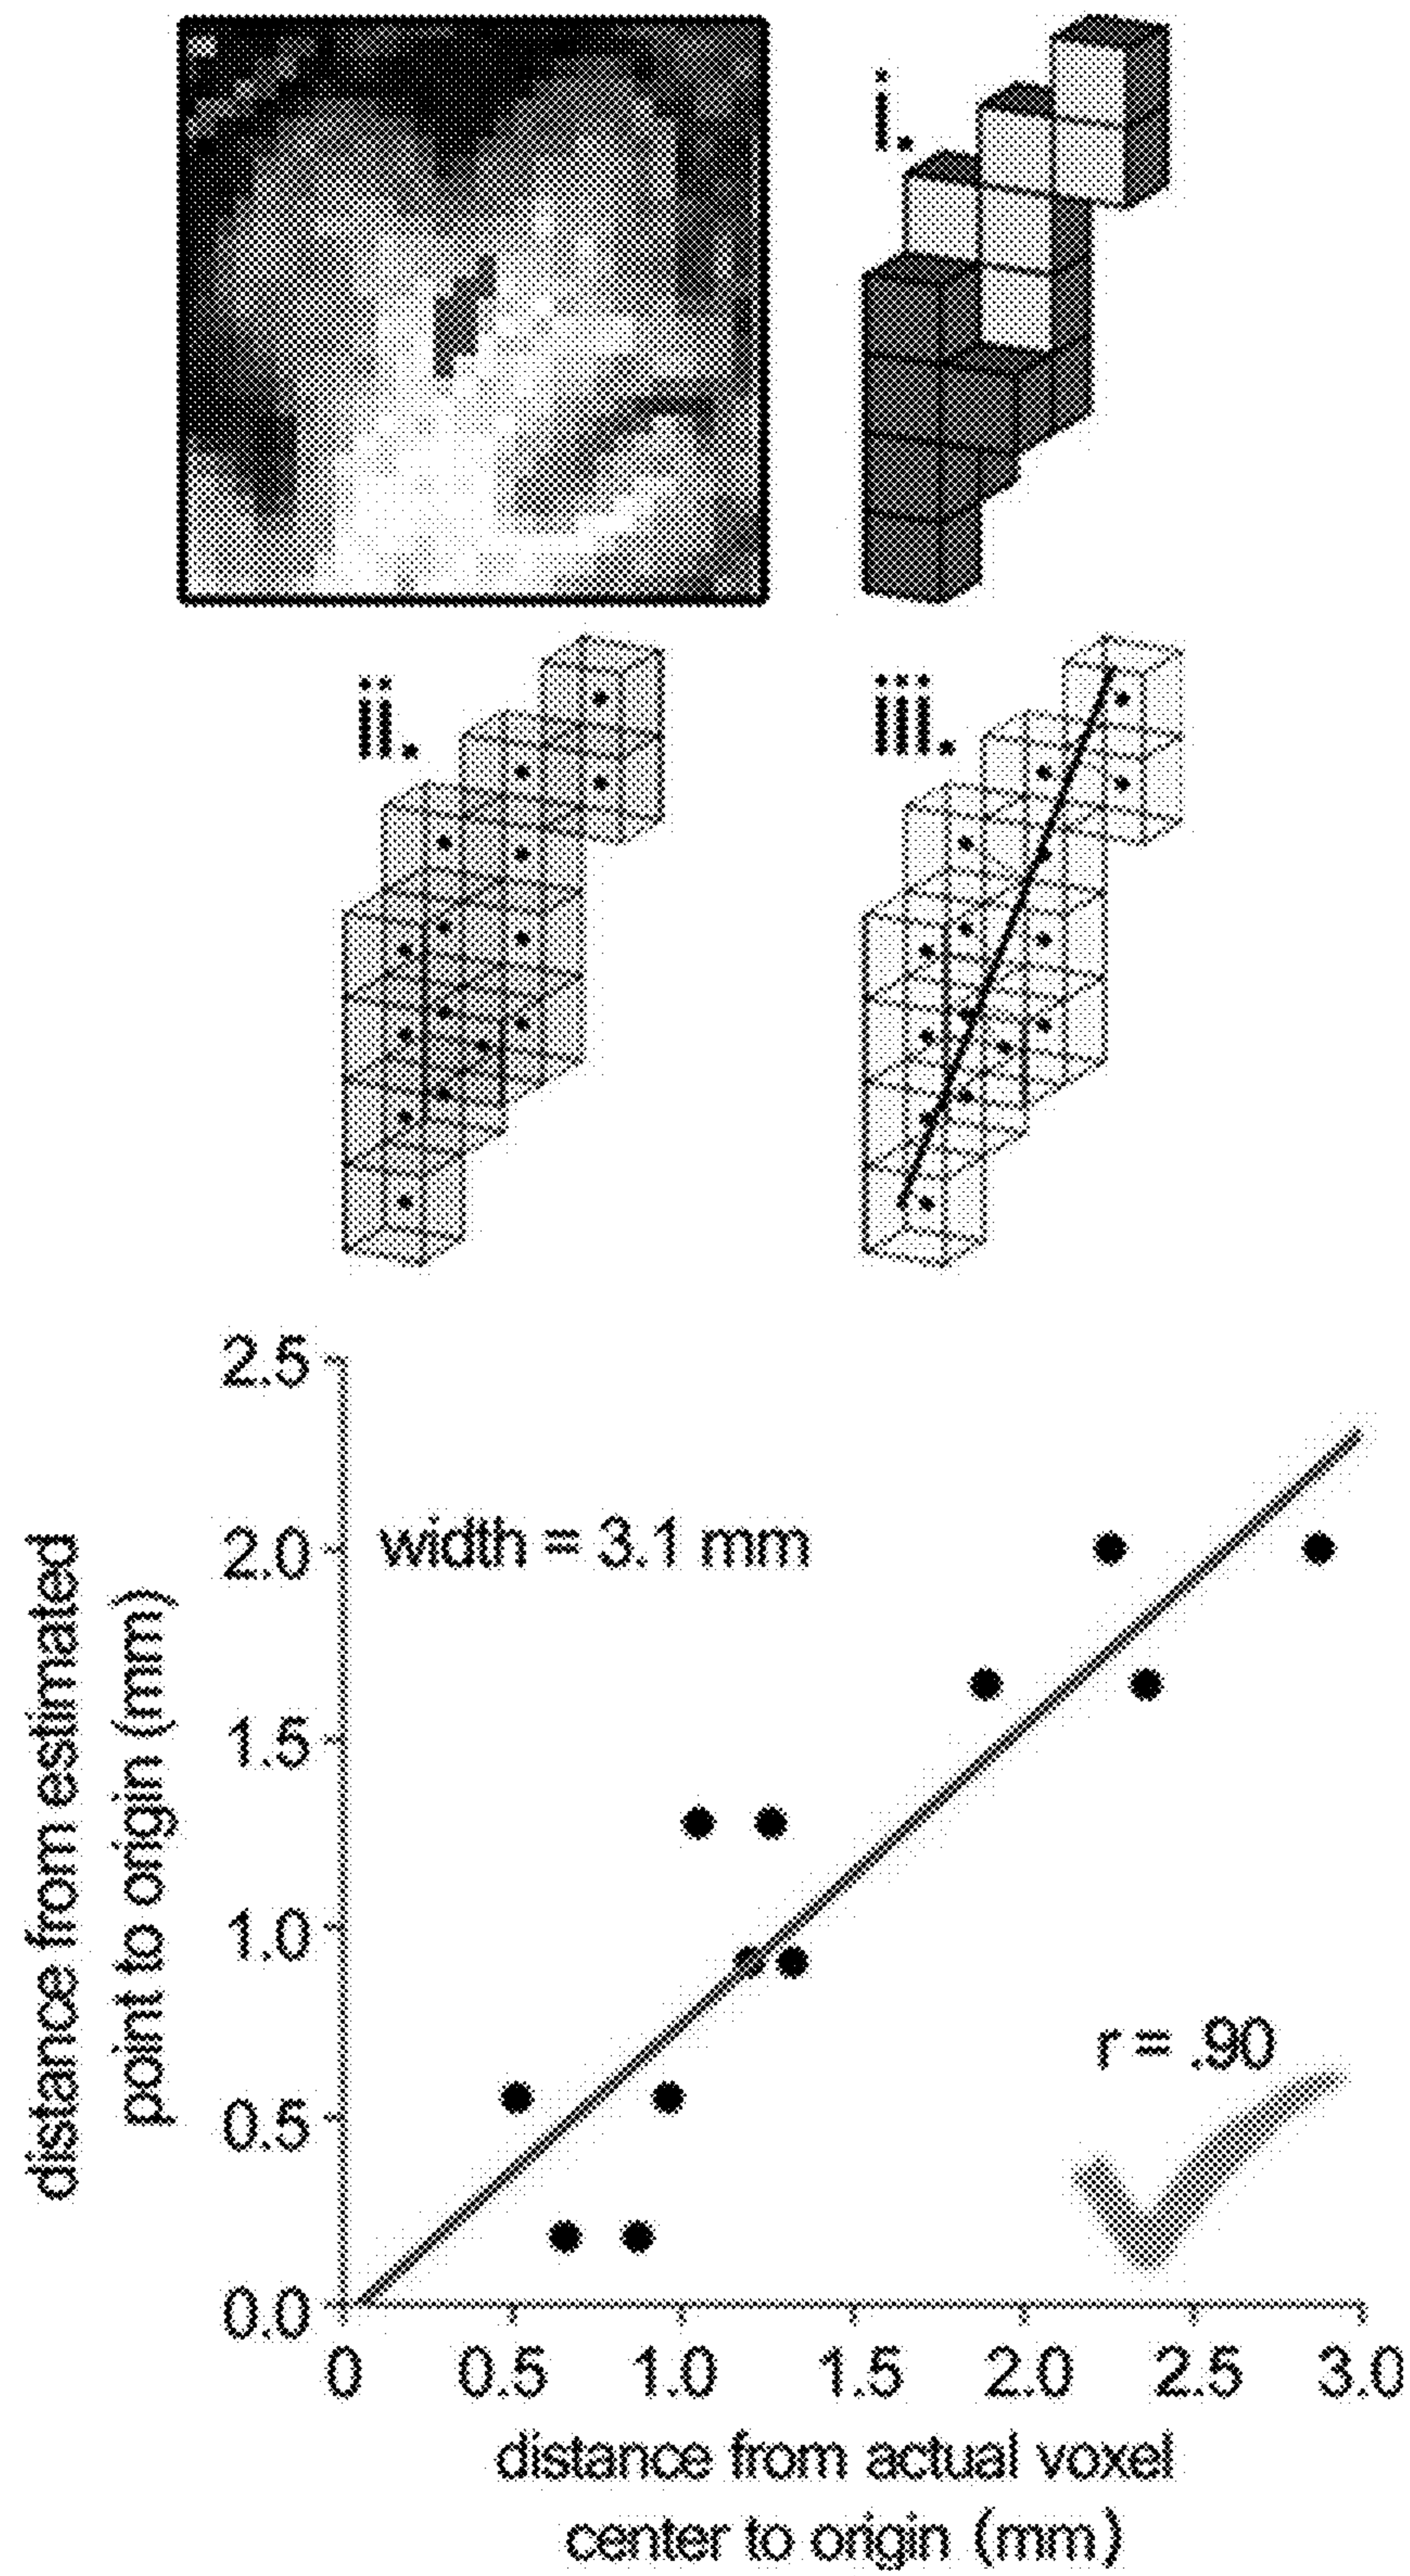 i.
ii.
iii.
2.5
2.0
1.5
1.0
0.5
0.0
width = 3.1 mm
r = .90
distance from estimated
point to origin (mm)
0 0.5 1.0 1.5 2.0 2.5 3.0
distance from actual voxel
center to origin (mm)